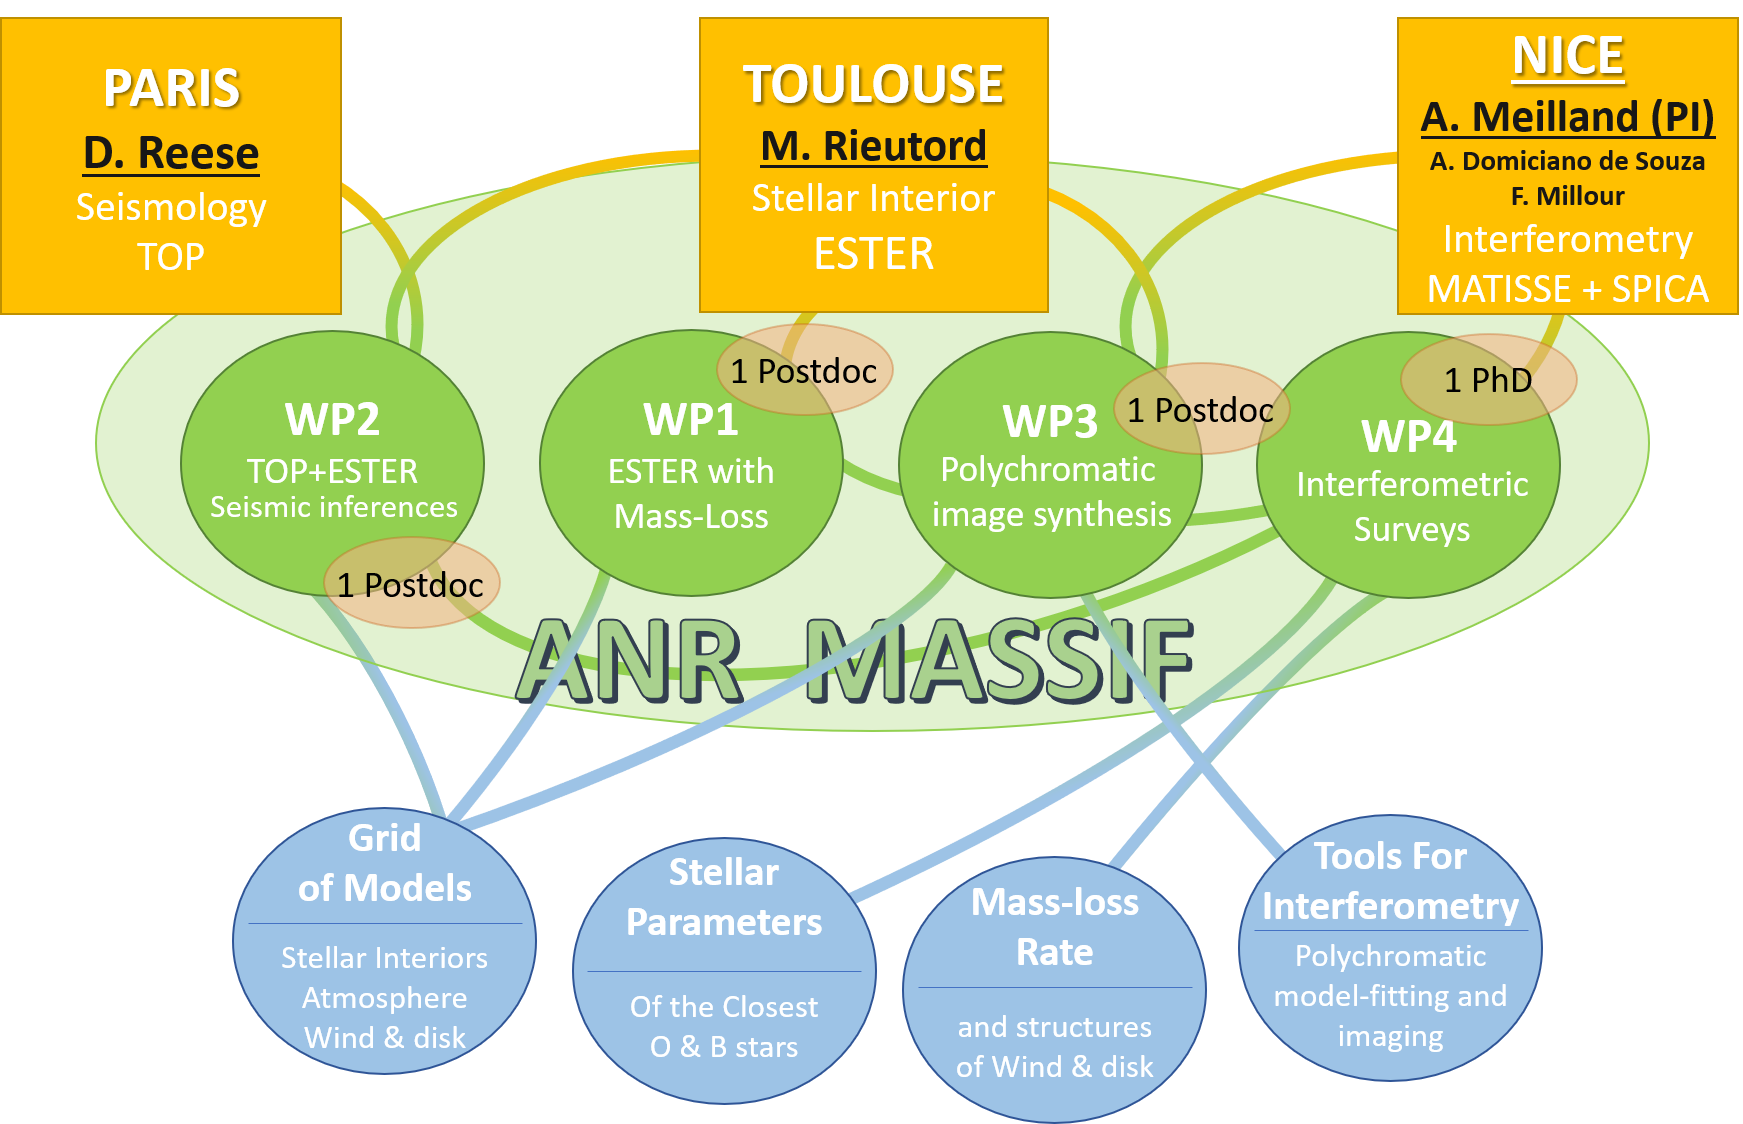 PARIS
D. Reese
Seismology
TOP
TOULOUSE
M. Rieutord
Stellar Interior
ESTER
NICE
A. Meilland (PI)
A. Domiciano de Souza
F. Millour
Interferometry
MATISSE + SPICA
WP2
TOP+ESTER
Seismic inferences
1 Postdoc
1 Postdoc
WP1
ESTER with
Mass-Loss
1 Postdoc
WP3
Polychromatic
image synthesis
1 PhD
WP4
Interferometric
Surveys
ANR MASSIF
Grid
of Models
Stellar Interiors
Atmosphere
Wind & disk
Stellar
Parameters
Of the Closest
O & B stars
Mass-loss
Rate
and structures
of Wind & disk
Tools For
Interferometry
Polychromatic
model-fitting and
imaging